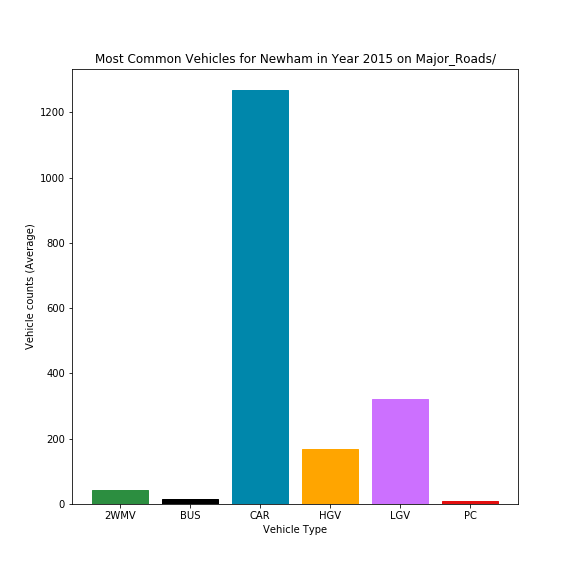 Most Common Vehicles for Newham in Year 2015 on Major_Roads/
1200
1000
800
600
400
200
0
Vehicle counts (Average)
2WMV BUS CAR HGV LGV PC
Vehicle Type